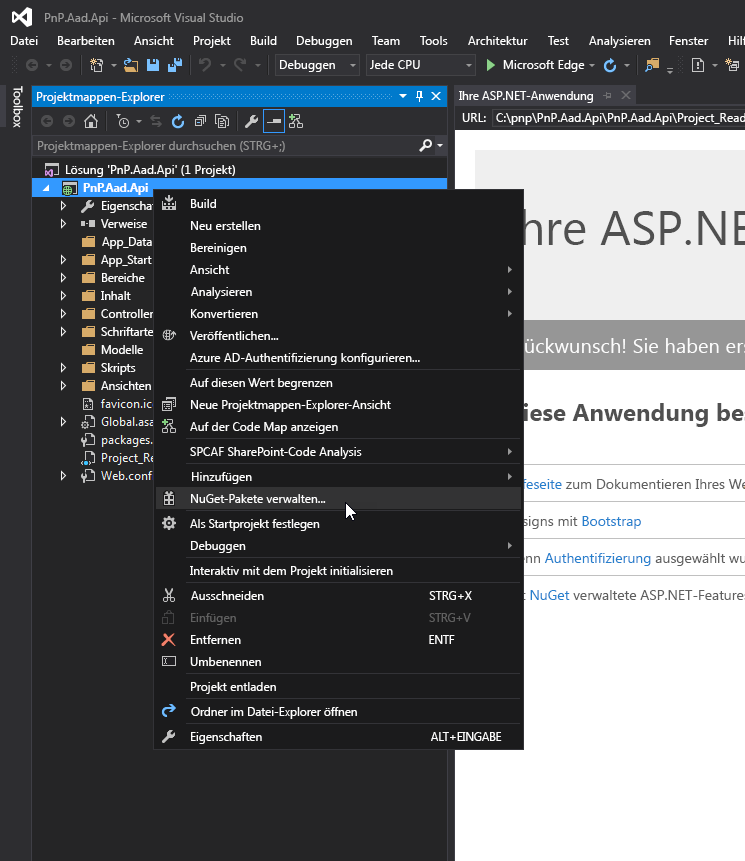 PnP.Aad.Api - Microsoft Visual Studio
Datei Bearbeiten Ansicht Projekt Build Debuggen Team Tools Architektur Test Analysieren Fenster Hilf
Debuggen Jede CPU Microsoft Edge
Toolbox
Projektmappen-Explorer
Ihre ASP.NET-Anwendung
URL: C:\pnp\PnP.Aad.Api\PnP.Aad.Api\Project_Read
Projektmappen-Explorer durchsuchen (STRG+;)
Lösung 'PnP.Aad.Api' (1 Projekt)
PnP.Aad.Api
Eigenschaf
Verweise
App_Data
App_Start
Bereiche
Inhalt
Controller
Schriftarte
Modelle
Skripts
Ansichten
favicon.ic
Global.asa
packages.
Project_Re
Web.conf
Build
Neu erstellen
Bereinigen
Ansicht
Analysieren
Konvertieren
Veröffentlichen...
Azure AD-Authentifizierung konfigurieren...
Auf diesen Wert begrenzen
Neue Projektmappen-Explorer-Ansicht
Auf der Code Map anzeigen
SPCAF SharePoint-Code Analysis
Hinzufügen
NuGet-Pakete verwalten...
Als Startprojekt festlegen
Debuggen
Interaktiv mit dem Projekt initialisieren
Ausschneiden STRG+X
Einfügen STRG+V
Entfernen ENTF
Umbenennen
Projekt entladen
Ordner im Datei-Explorer öffnen
Eigenschaften ALT+EINGABE
hre ASP.NE
ückwunsch! Sie haben ers
iese Anwendung bes
feseite zum Dokumentieren Ihres We
signs mit Bootstrap
nn Authentifizierung ausgewählt wu
t NuGet verwaltete ASP.NET-Features